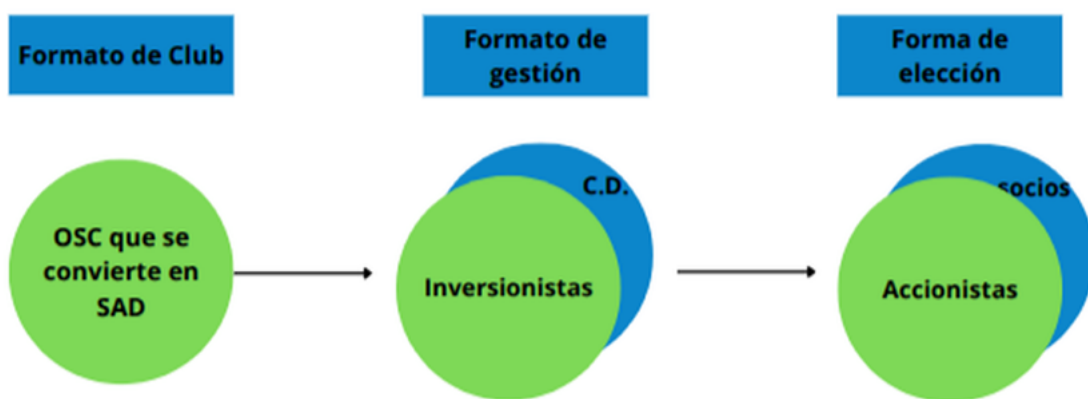 Formato de Club
Formato de
gestión
Forma de
elección
OSC que se
convierte en
SAD
C.D.
Inversionistas
socios
Accionistas